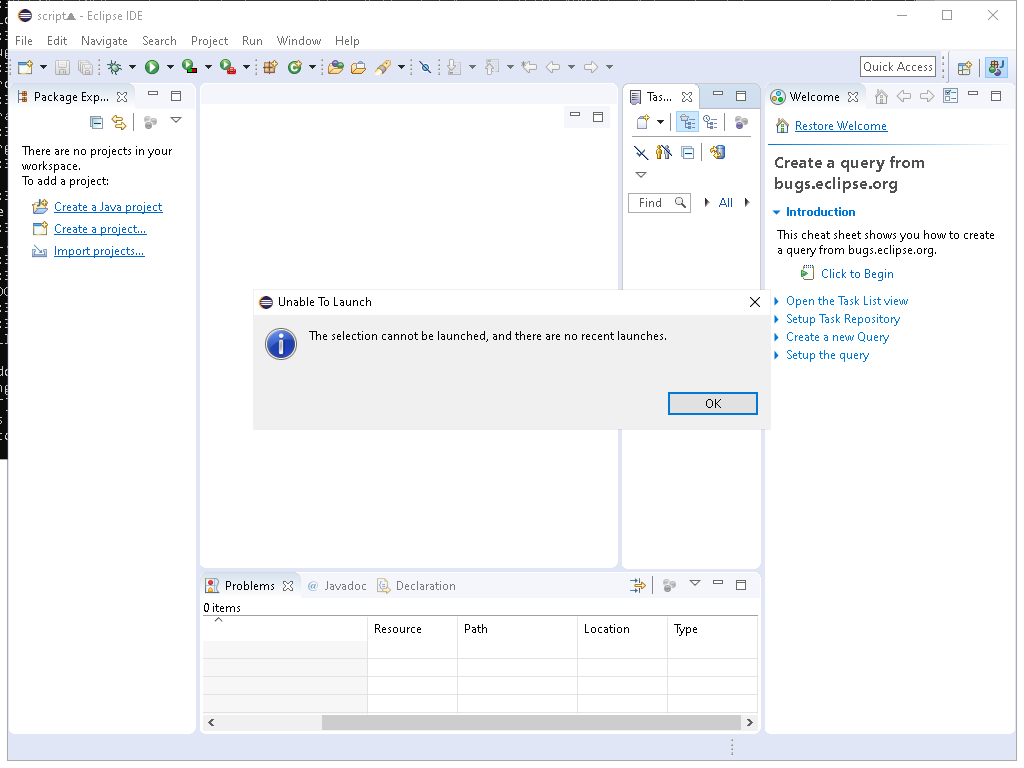 script▲ - Eclipse IDE
File Edit Navigate Search Project Run Window Help
Quick Access
Package Exp...
There are no projects in your
workspace.
To add a project:
Create a Java project
Create a project...
Import projects...
Tas...
Find
All
Welcome
Restore Welcome
Create a query from
bugs.eclipse.org
Introduction
This cheat sheet shows you how to create
a query from bugs.eclipse.org.
Click to Begin
Open the Task List view
Setup Task Repository
Create a new Query
Setup the query
Unable To Launch
The selection cannot be launched, and there are no recent launches.
OK
Problems @ Javadoc Declaration
0 items
Resource Path Location Type